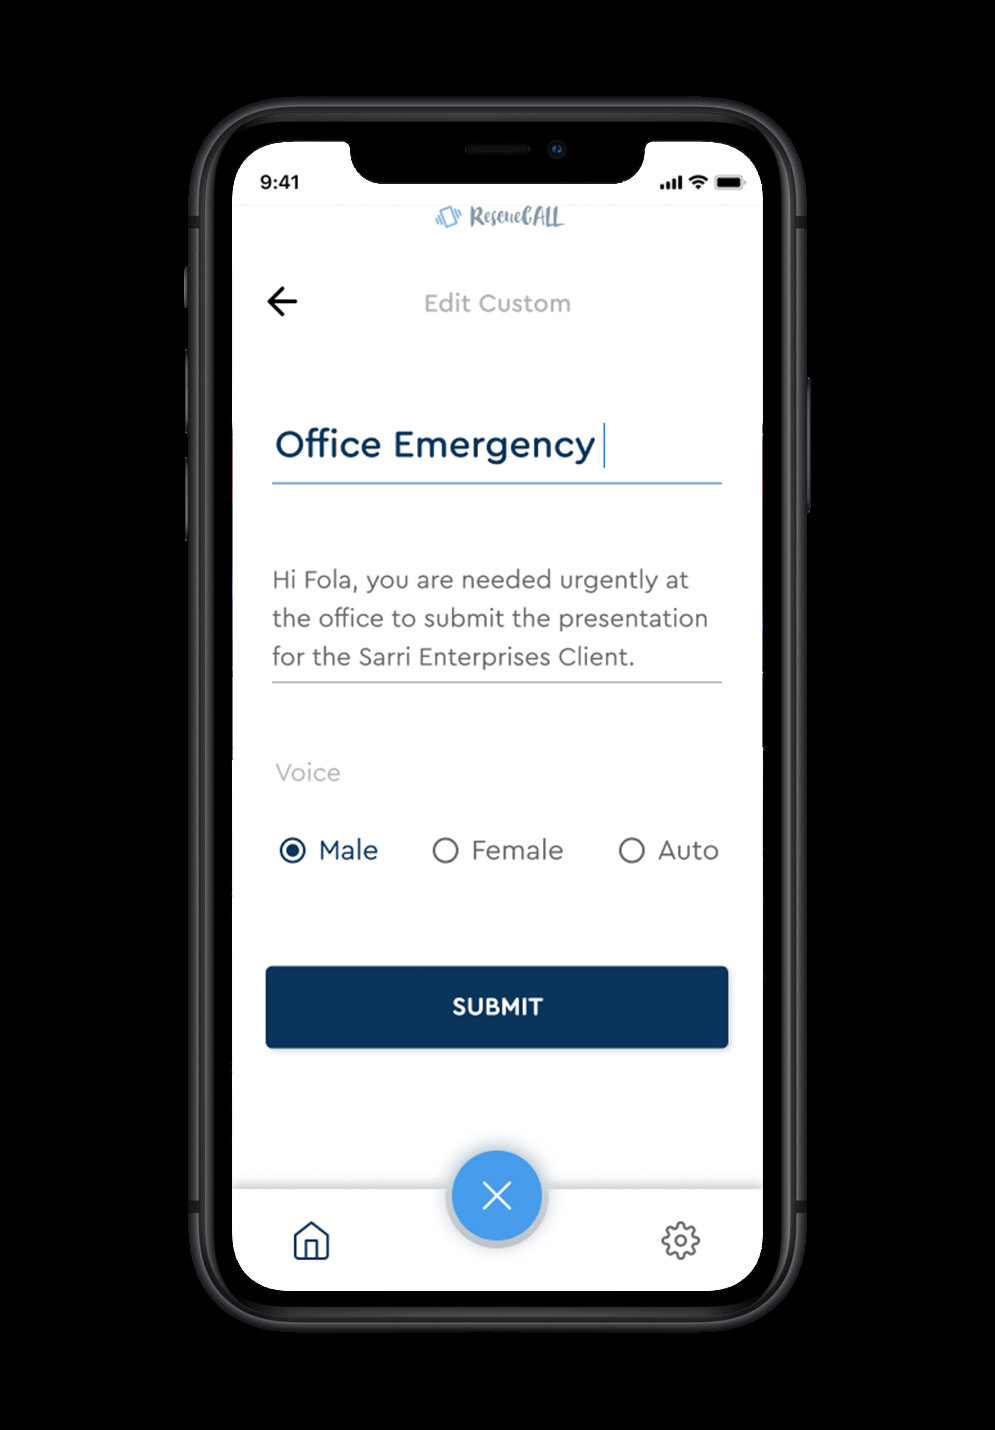 9:41
RescueCALL
Edit Custom
Office Emergency
Hi Fola, you are needed urgently at
the office to submit the presentation
for the Sarri Enterprises Client.
Voice
Male Female Auto
SUBMIT